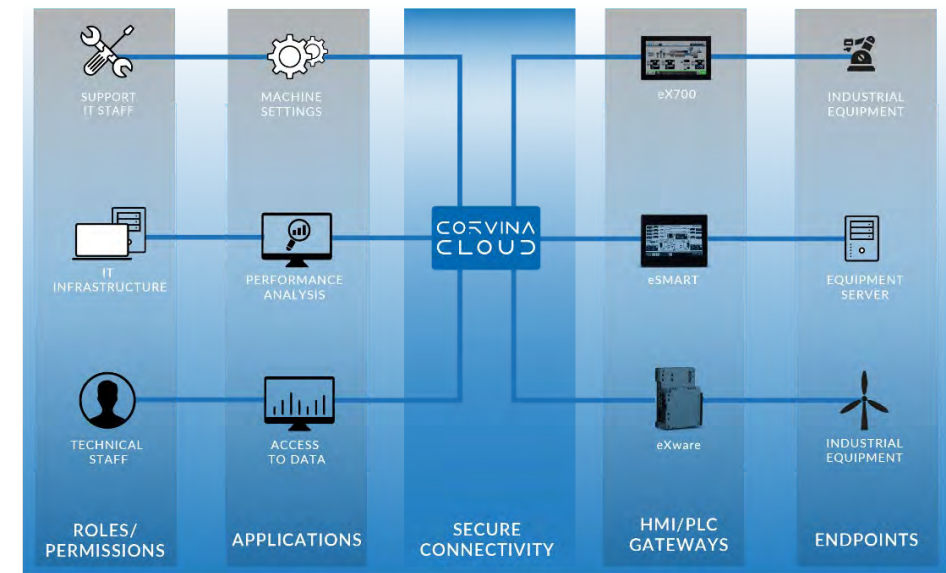 SUPPORT
IT STAFF
MACHINE
SETTINGS
eX700
INDUSTRIAL
EQUIPMENT
IT
INFRASTRUCTURE
PERFORMANCE
ANALYSIS
CORVINA
CLOUD
eSMART
EQUIPMENT
SERVER
TECHNICAL
STAFF
ACCESS
TO DATA
eXware
INDUSTRIAL
EQUIPMENT
ROLES/
PERMISSIONS
APPLICATIONS
SECURE
CONNECTIVITY
HMI/PLC
GATEWAYS
ENDPOINTS